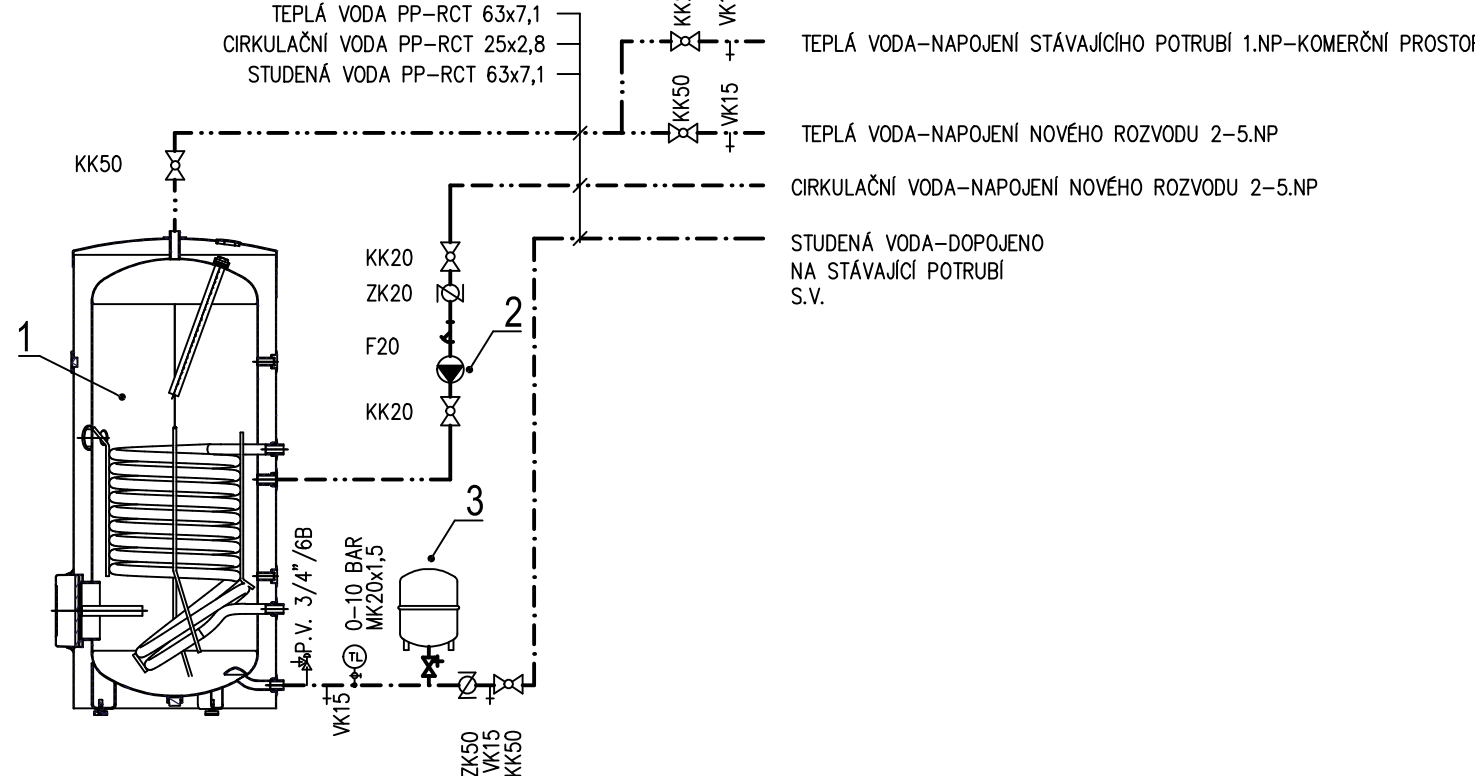 TEPLÁ VODA PP-RCT 63x7,1
CIRKULAČNÍ VODA PP-RCT 25x2,8
STUDENÁ VODA PP-RCT 63x7,1
TEPLÁ VODA-NAPOJENÍ STÁVAJÍCÍHO POTRUBÍ 1.NP-KOMERČNÍ
KK50
VK15
TEPLÁ VODA-NAPOJENÍ NOVÉHO ROZVODU 2-5.NP
KK50
CIRKULAČNÍ VODA-NAPOJENÍ NOVÉHO ROZVODU 2-5.NP
STUDENÁ VODA-DOPOJENO
NA STÁVAJÍCÍ POTRUBÍ
S.V.
KK20
ZK20
1
2
F20
KK20
3
P.V. 3/4"/6B
0-10 BAR
MK20x1,5
TL
VK15
ZK50
VK15
KK50